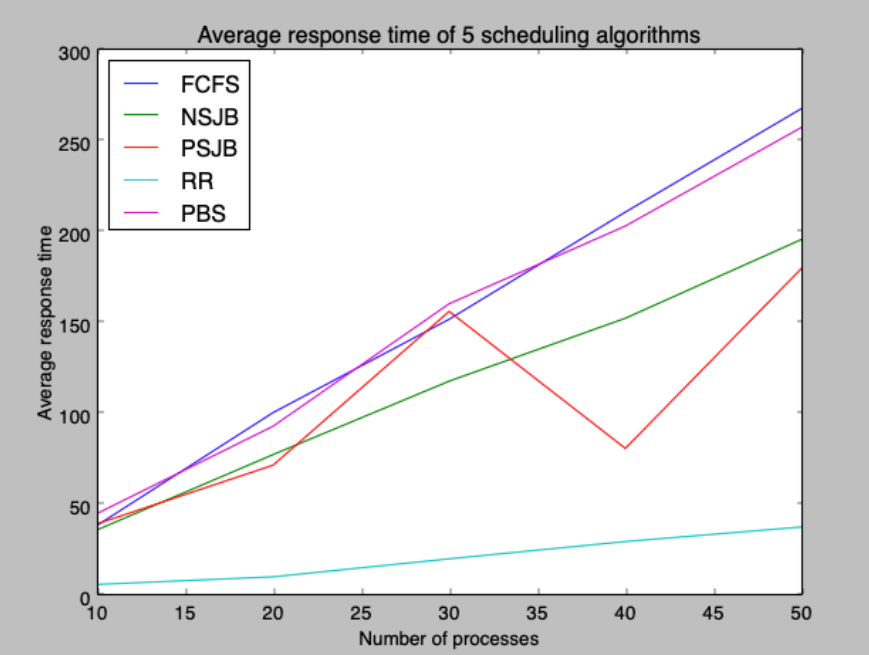 Average response time of 5 scheduling algorithms
300
250
200
150
100
50
0
Average response time
FCFS
NSJB
PSJB
RR
PBS
10 15 20 25 30 35 40 45 50
Number of processes